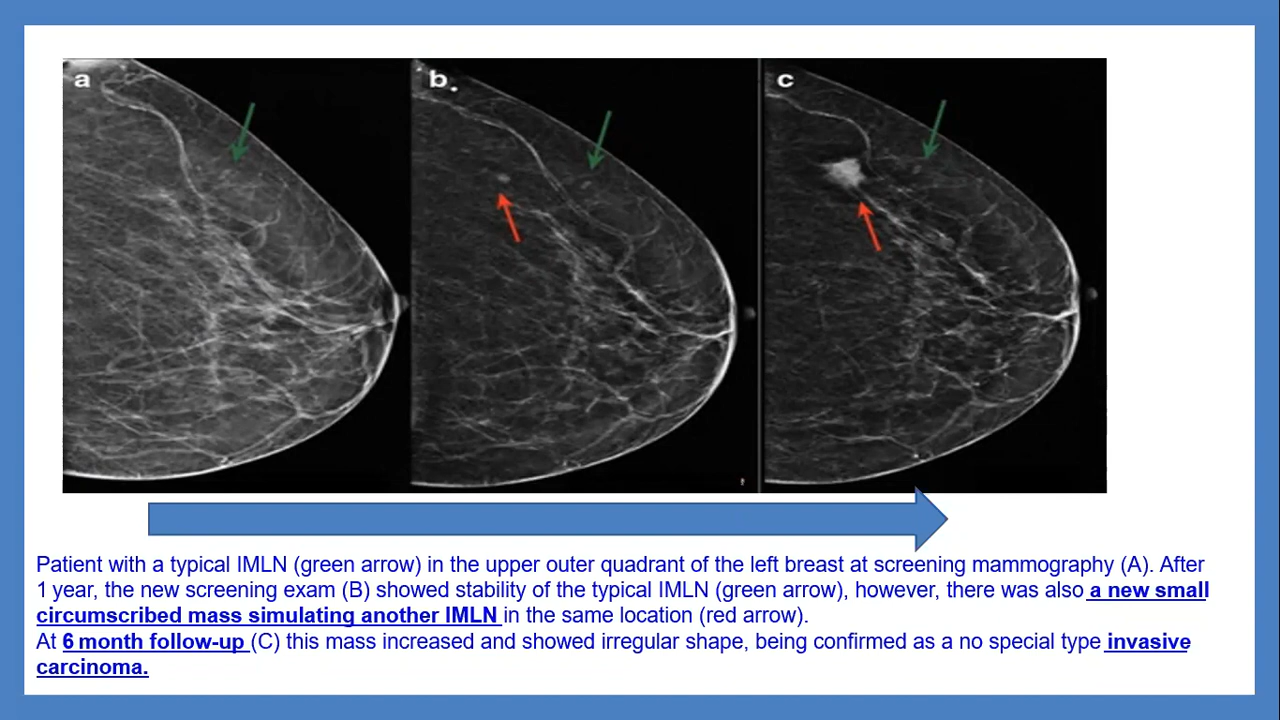 a
b.
c
Patient with a typical IMLN (green arrow) in the upper outer quadrant of the left breast at screening mammography (A). After
1 year, the new screening exam (B) showed stability of the typical IMLN (green arrow), however, there was also a new small
circumscribed mass simulating another IMLN in the same location (red arrow).
At 6 month follow-up (C) this mass increased and showed irregular shape, being confirmed as a no special type invasive
carcinoma.